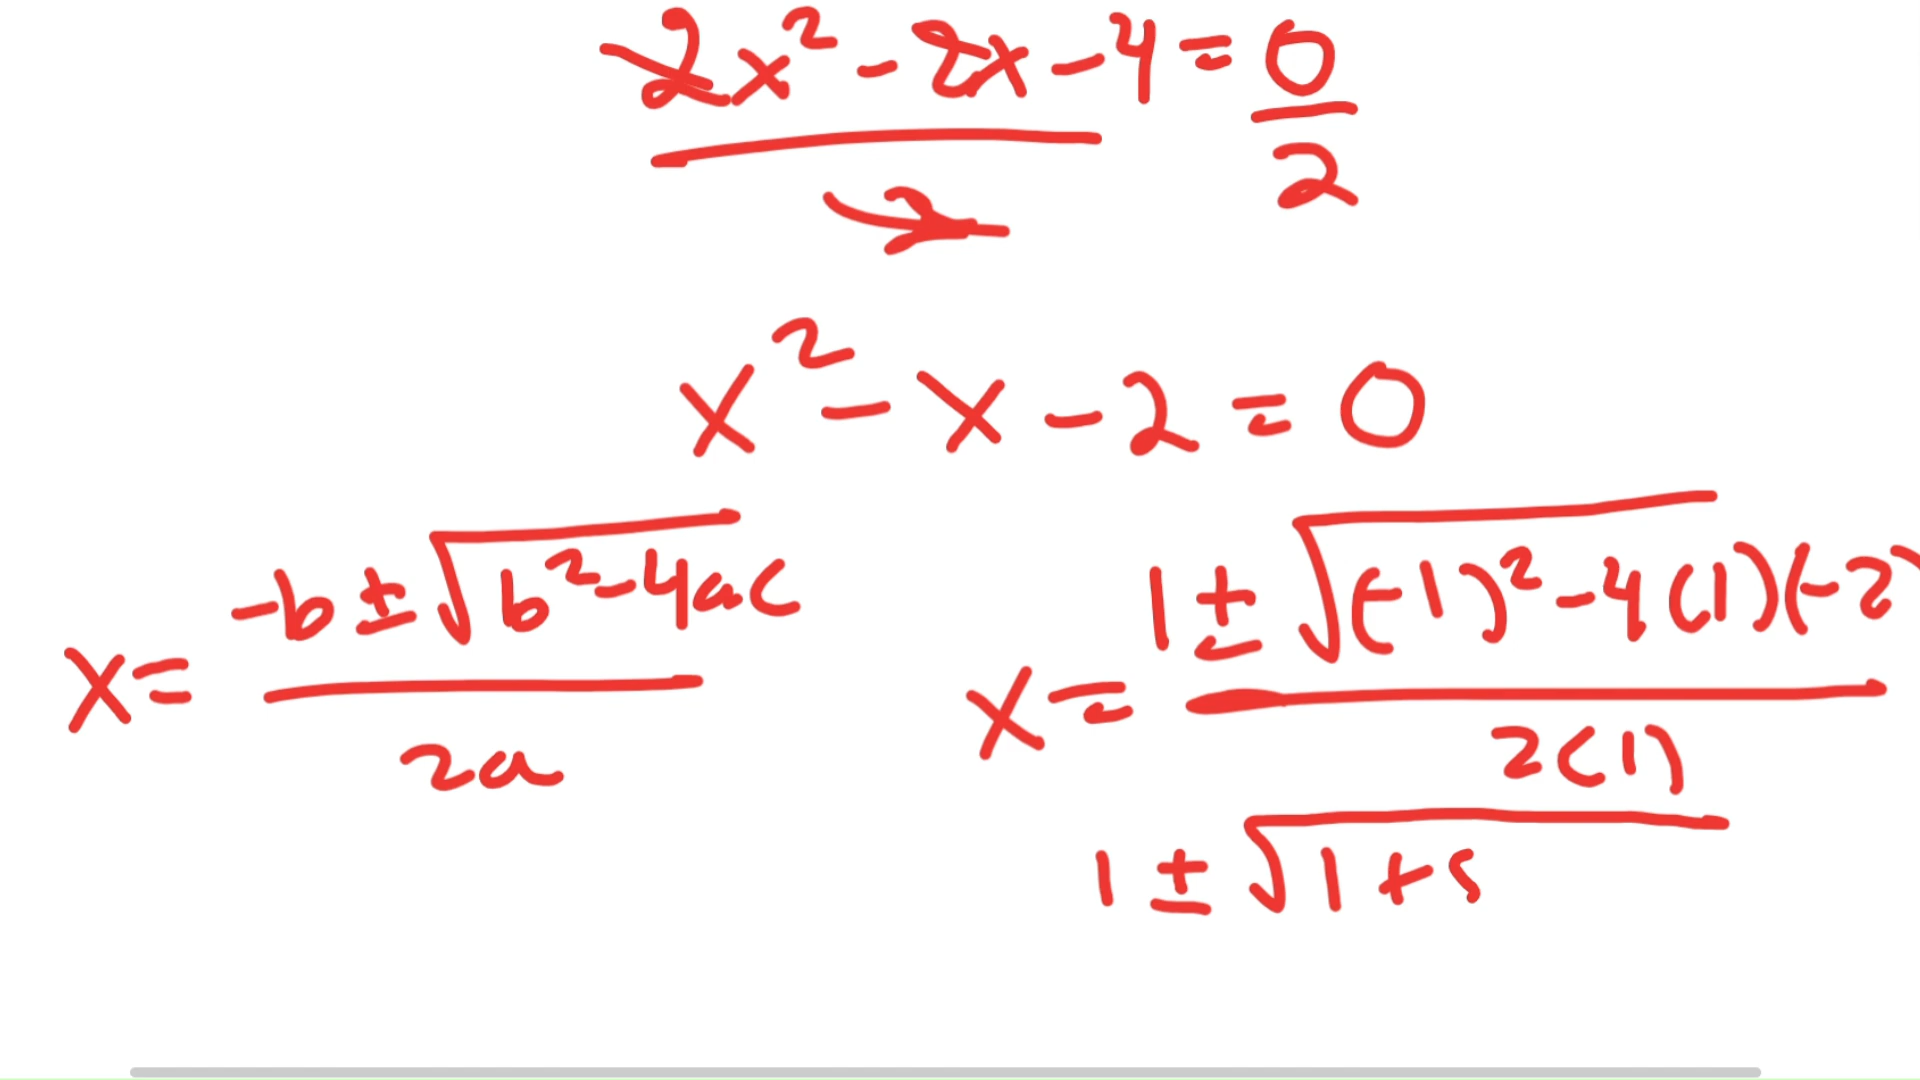 2x² - 2x - 4 = 0
2 2
x² - x - 2 = 0
x = -b ± √b² - 4ac / 2a
x = 1 ± √(-1)² - 4(1)(-2) / 2(1)
1 ± √1 +